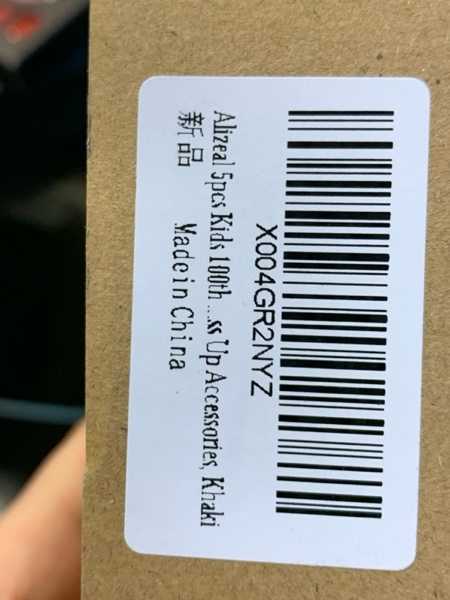 X004GR2NYZ
Alizeal 5pcs Kids 100th....ss Up Accessories, Khaki
新品 Made in China